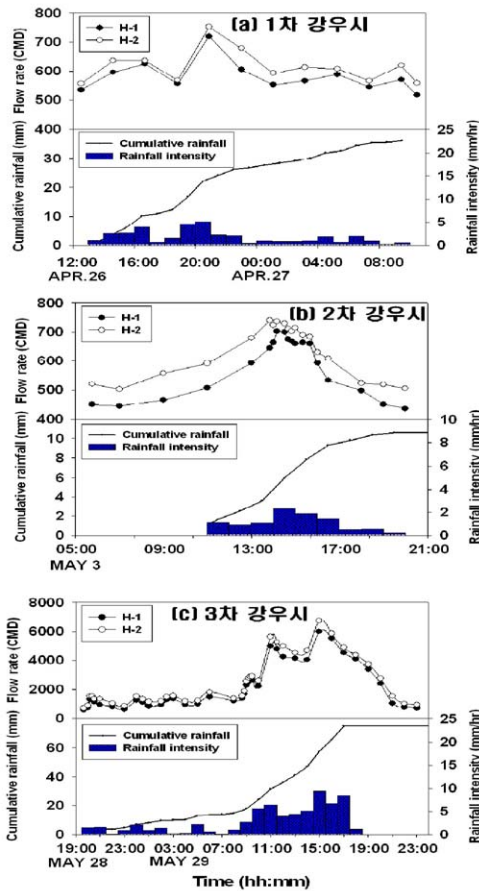 (a) 1차 강우시
H-1
H-2
Flow rate (CMD)
800
700
600
500
400
Cumulative rainfall
Rainfall intensity
Cumulative rainfall (mm)
30
20
10
0
Rainfall intensity (mm/hr)
25
20
15
10
5
0
12:00 16:00 20:00 00:00 04:00 08:00
APR.26 APR.27
(b) 2차 강우시
H-1
H-2
Flow rate (CMD)
800
700
600
500
400
Cumulative rainfall
Rainfall intensity
Cumulative rainfall (mm)
10
8
6
4
2
0
Rainfall intensity (mm/hr)
10
8
6
4
2
0
05:00 09:00 13:00 17:00 21:00
MAY 3
(c) 3차 강우시
H-1
H-2
Flow rate (CMD)
8000
6000
4000
2000
0
Cumulative rainfall
Rainfall intensity
Cumulative rainfall (mm)
60
40
20
0
Rainfall intensity (mm/hr)
25
20
15
10
5
0
19:00 23:00 03:00 07:00 11:00 15:00 19:00 23:00
MAY 28 MAY 29
Time (hh:mm)